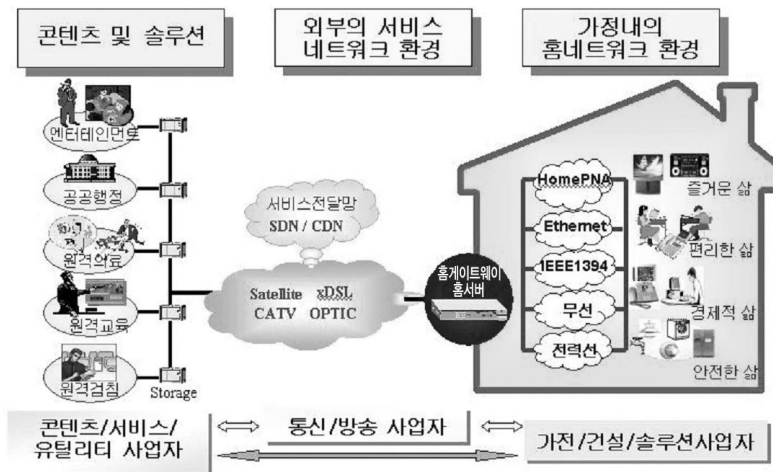 콘텐츠 및 솔루션
외부의 서비스
네트워크 환경
가정내의
홈네트워크 환경
엔터테인먼트
공공행정
원격의료
원격교육
원격검침
Storage
서비스전달망
SDN / CDN
Satellite xDSL
CATV OPTIC
홈게이트웨이
홈서버
HomePNA
Ethernet
IEEE1394
무선
전력선
즐거운 삶
편리한 삶
경제적 삶
안전한 삶
콘텐츠/서비스/
유틸리티 사업자
통신/방송 사업자
가전/건설/솔루션사업자